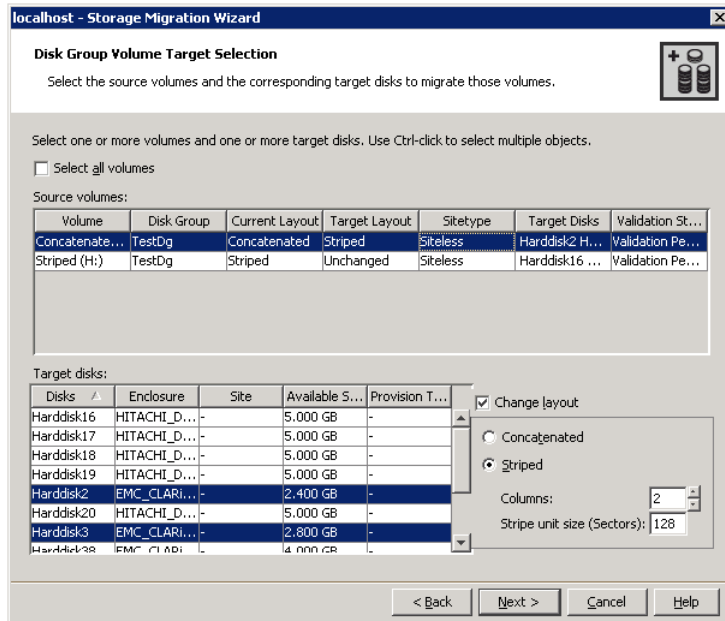 localhost - Storage Migration Wizard
Disk Group Volume Target Selection
Select the source volumes and the corresponding target disks to migrate those volumes.
Select one or more volumes and one or more target disks. Use Ctrl-click to select multiple objects.
Select all volumes
Source volumes:
Volume Disk Group Current Layout Target Layout Sitetype Target Disks Validation St...
Concatenate... TestDg Concatenated Striped Siteless Harddisk2 H... Validation Pe...
Striped (H:) TestDg Striped Unchanged Siteless Harddisk16 ... Validation Pe...
Target disks:
Disks Enclosure Site Available S... Provision T...
Harddisk16 HITACHI_D... - 5.000 GB -
Harddisk17 HITACHI_D... - 5.000 GB -
Harddisk18 HITACHI_D... - 5.000 GB -
Harddisk19 HITACHI_D... - 5.000 GB -
Harddisk2 EMC_CLARi... - 2.400 GB -
Harddisk20 HITACHI_D... - 5.000 GB -
Harddisk3 EMC_CLARi... - 2.800 GB -
Harddisk38 EMC_CLARi... - 4.000 GB -
Change layout
Concatenated
Striped
Columns: 2
Stripe unit size (Sectors): 128
< Back Next > Cancel Help